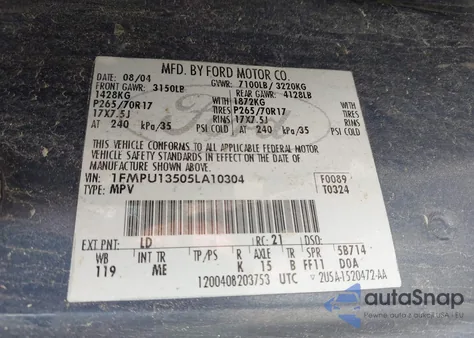 MFD. BY FORD MOTOR CO.
DATE: 08/04 GVWR: 7100LB/ 3220KG
FRONT GAWR: 3150LB REAR GAWR: 4128LB
1428KG 1872KG
P265/70R17 TIRES P265/70R17
17X7.5J RIMS 17X7.5J
AT 240 kPa/35 PSI COLD AT 240 kPa/35 PSI COLD
THIS VEHICLE CONFORMS TO ALL APPLICABLE FEDERAL MOTOR
VEHICLE SAFETY STANDARDS IN EFFECT ON THE DATE OF
MANUFACTURE SHOWN ABOVE.
VIN: 1FMPU13505LA10304 F0089
TYPE: MPV T0324
EXT PNT: LD RC: 21 DSO:
WB INT TR TP/PS R AXLE TR SPR 5B714
119 ME K 15 B FF11 DOA
1200408203753 UTC 2U5A-1520472-AA
Ford
autoSnap